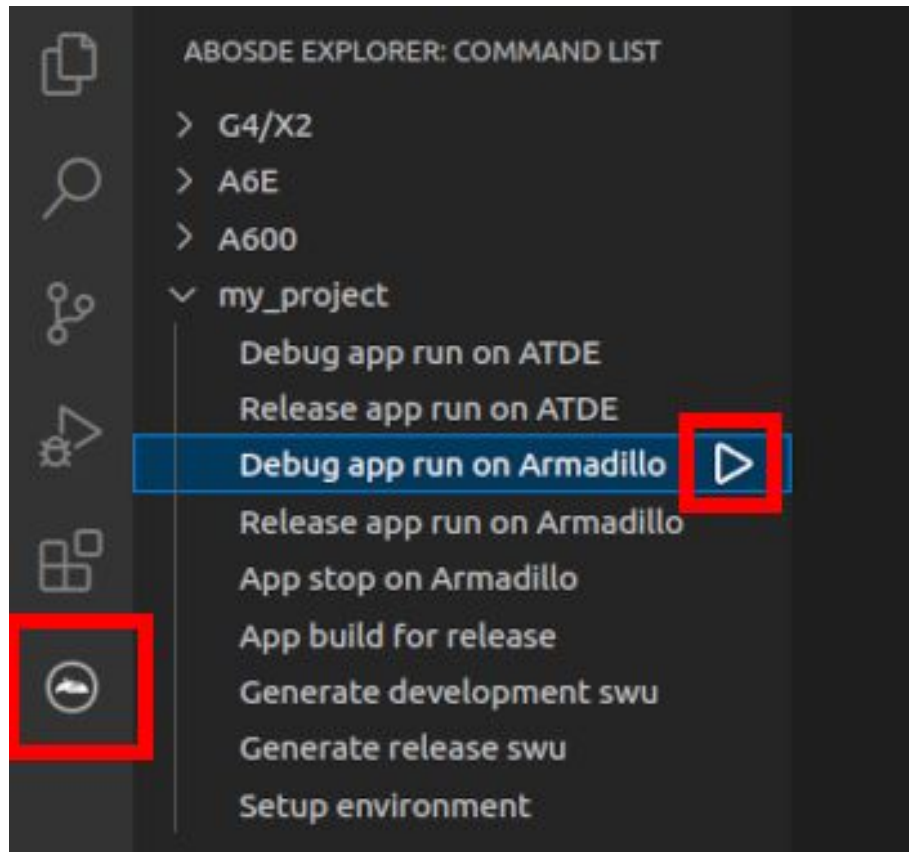 ABOSDE EXPLORER: COMMAND LIST
G4/X2
A6E
A600
my_project
Debug app run on ATDE
Release app run on ATDE
Debug app run on Armadillo
Release app run on Armadillo
App stop on Armadillo
App build for release
Generate development swu
Generate release swu
Setup environment